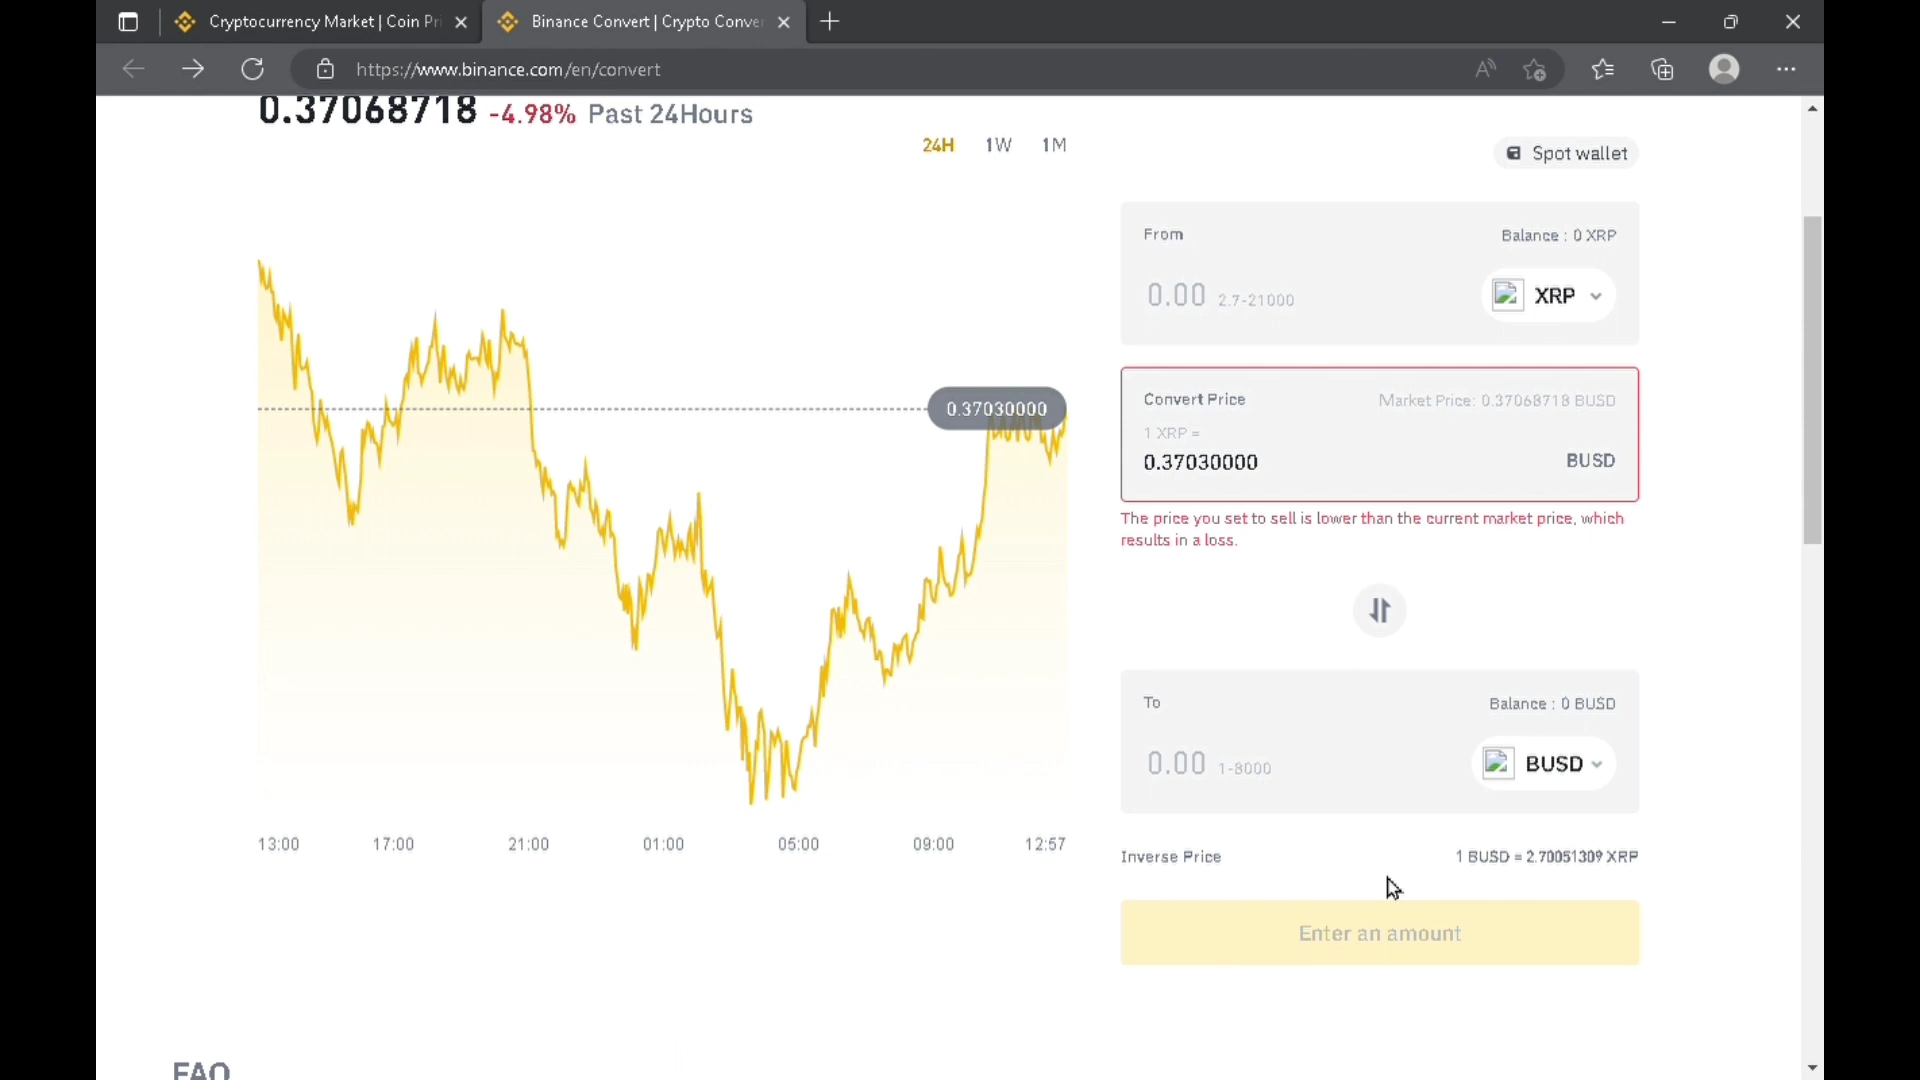 Cryptocurrency Market | Coin Pri
Binance Convert | Crypto Conver
https://www.binance.com/en/convert
0.37068718 -4.98% Past 24Hours
24H 1W 1M
Spot wallet
From
Balance : 0 XRP
0.00 2.7-21000
XRP
0.37030000
Convert Price
Market Price: 0.37068718 BUSD
1 XRP =
0.37030000
BUSD
The price you set to sell is lower than the current market price, which
results in a loss.
To
Balance : 0 BUSD
0.00 1-8000
BUSD
13:00 17:00 21:00 01:00 05:00 09:00 12:57
Inverse Price
1 BUSD = 2.70051309 XRP
Enter an amount
FAQ